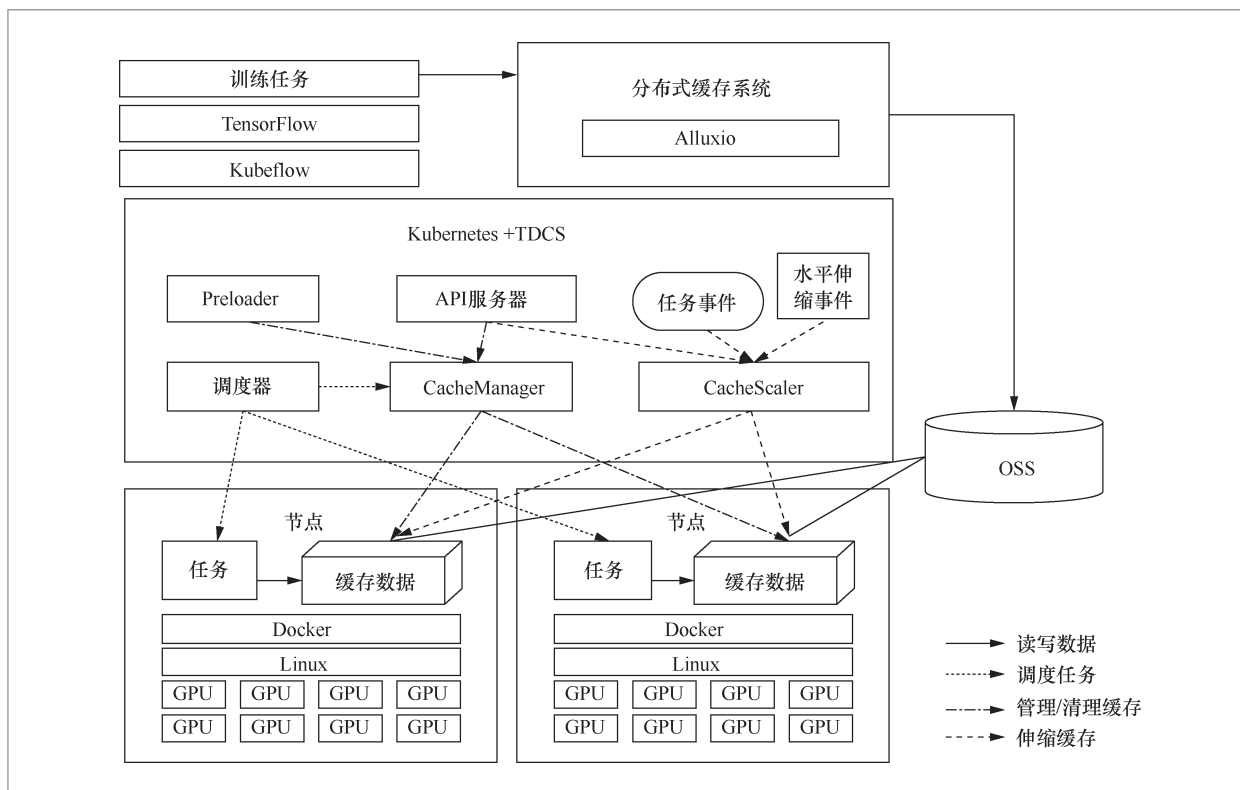 训练任务
TensorFlow
Kubeflow
分布式缓存系统
Alluxio
Kubernetes +TDCS
Preloader
API服务器
任务事件
水平伸
缩事件
调度器
CacheManager
CacheScaler
OSS
节点
任务
缓存数据
Docker
Linux
GPU GPU GPU GPU
GPU GPU GPU GPU
节点
任务
缓存数据
Docker
Linux
GPU GPU GPU GPU
GPU GPU GPU GPU
读写数据
调度任务
管理/清理缓存
伸缩缓存